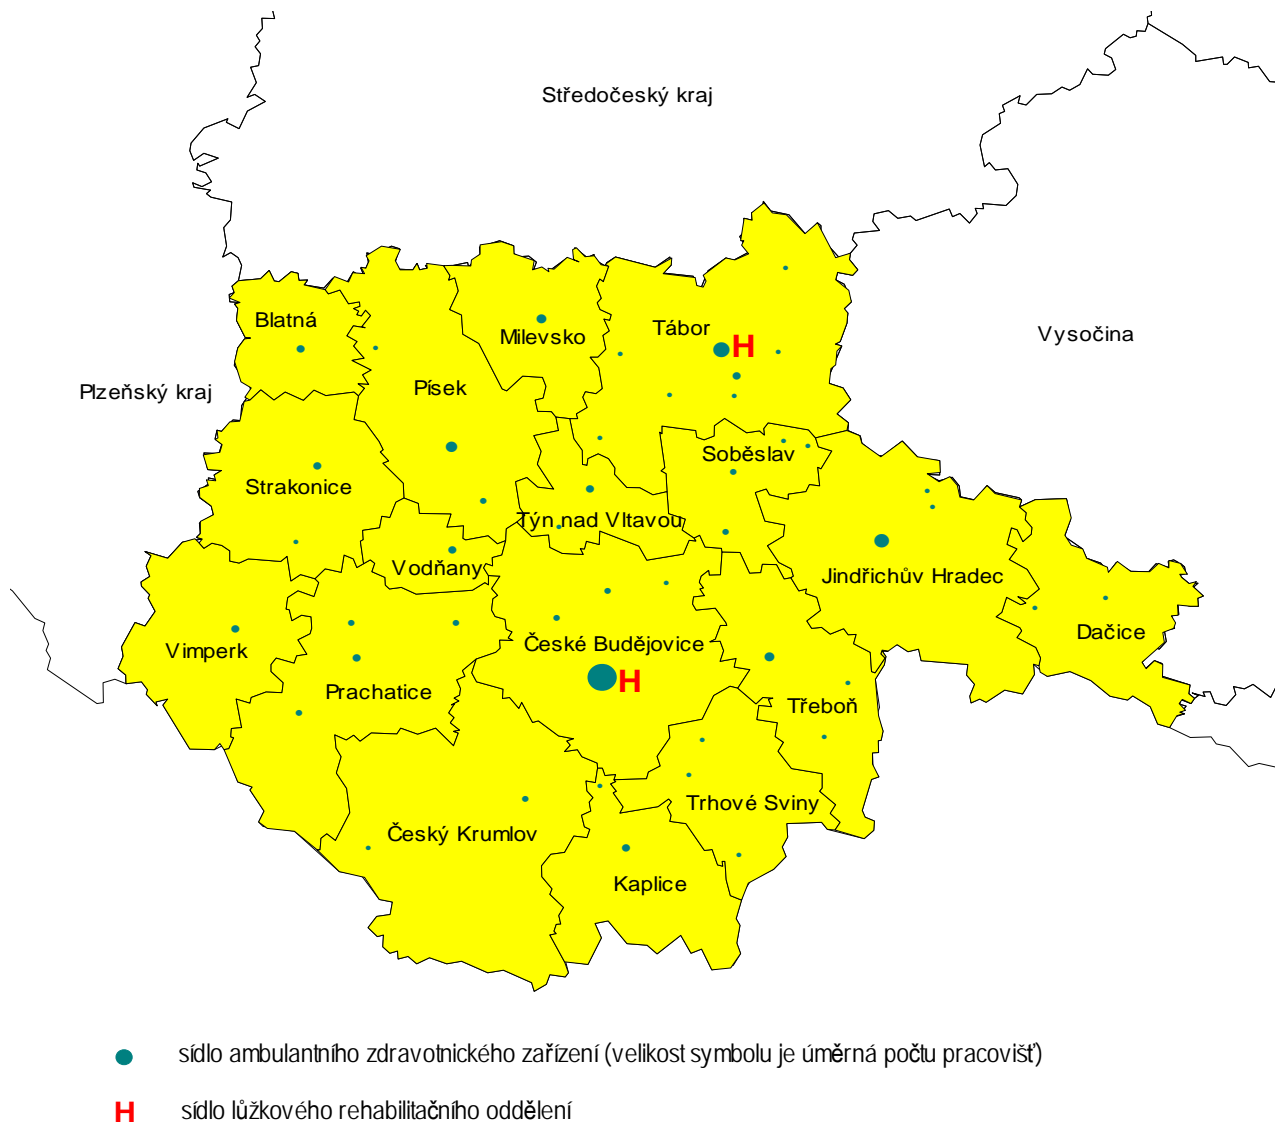 Středočeský kraj
Blatná
Tábor
H
Milevsko
Vysočina
Plzeňský kraj
Písek
Soběslav
Strakonice
Týn nad Vltavou
Vodňany
Jindřichův Hradec
Dačice
Vimperk
České Budějovice
H
Prachatice
Třeboň
Trhové Sviny
Český Krumlov
Kaplice
sídlo ambulantního zdravotnického zařízení (velikost symbolu je úměrná počtu pracovišť)
H sídlo lůžkového rehabilitačního oddělení